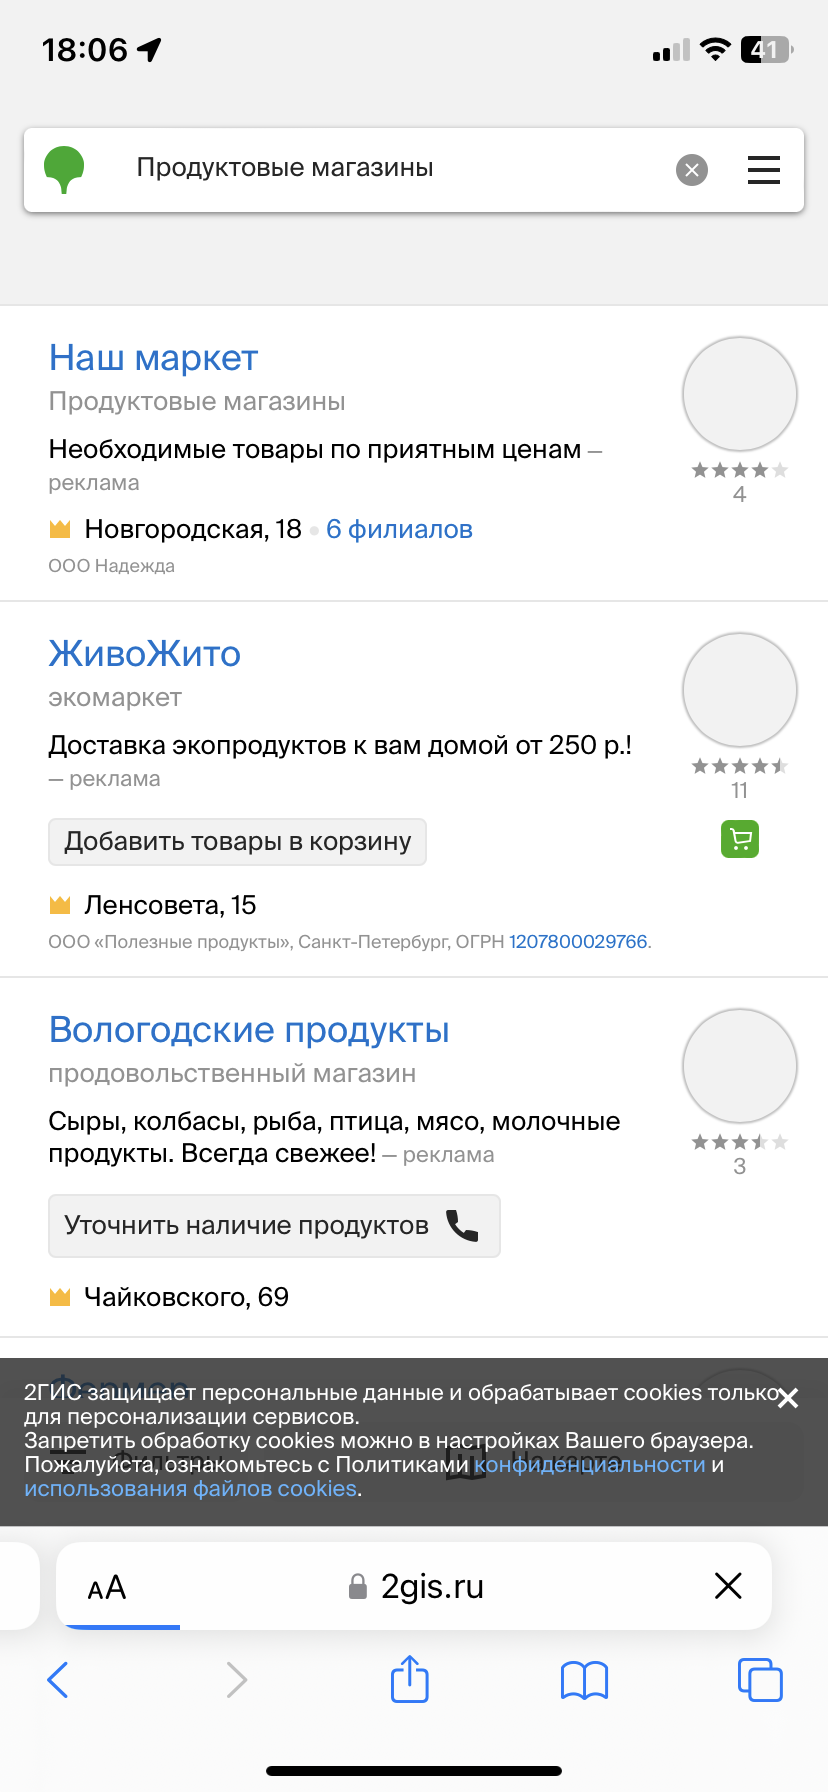 18:06
41
Продуктовые магазины
Наш маркет
Продуктовые магазины
Необходимые товары по приятным ценам —
реклама
4
Новгородская, 18 • 6 филиалов
ООО Надежда
ЖивоЖито
экомаркет
Доставка экопродуктов к вам домой от 250 р.!
— реклама
11
Добавить товары в корзину
Ленсовета, 15
ООО «Полезные продукты», Санкт-Петербург, ОГРН 1207800029766.
Вологодские продукты
продовольственный магазин
Сыры, колбасы, рыба, птица, мясо, молочные
продукты. Всегда свежее! — реклама
3
Уточнить наличие продуктов
Чайковского, 69
Фермер
2ГИС защищает персональные данные и обрабатывает cookies только
для персонализации сервисов.
Запретить обработку cookies можно в настройках Вашего браузера.
Фильтры
На карте
Пожалуйста, ознакомьтесь с Политиками конфиденциальности и
использования файлов cookies.
AA
2gis.ru